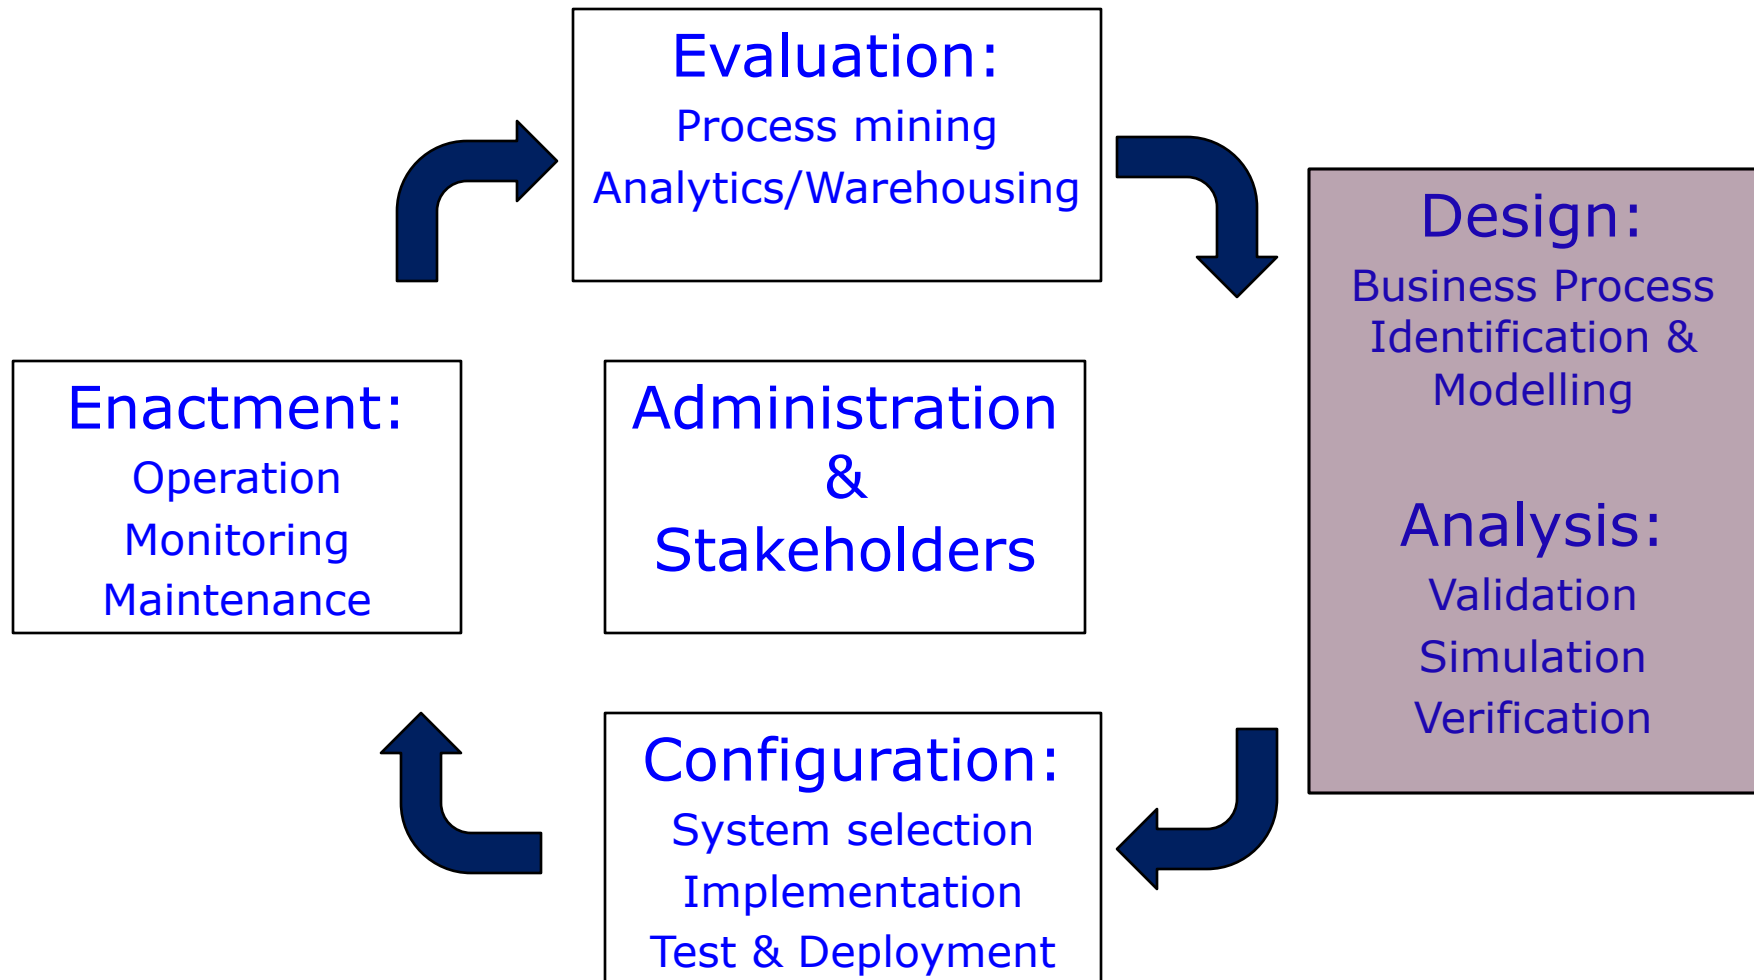 Evaluation:
Process mining
Analytics/Warehousing
Design:
Business Process
Identification &
Modelling
Analysis:
Validation
Simulation
Verification
Enactment:
Operation
Monitoring
Maintenance
Administration
&
Stakeholders
Configuration:
System selection
Implementation
Test & Deployment